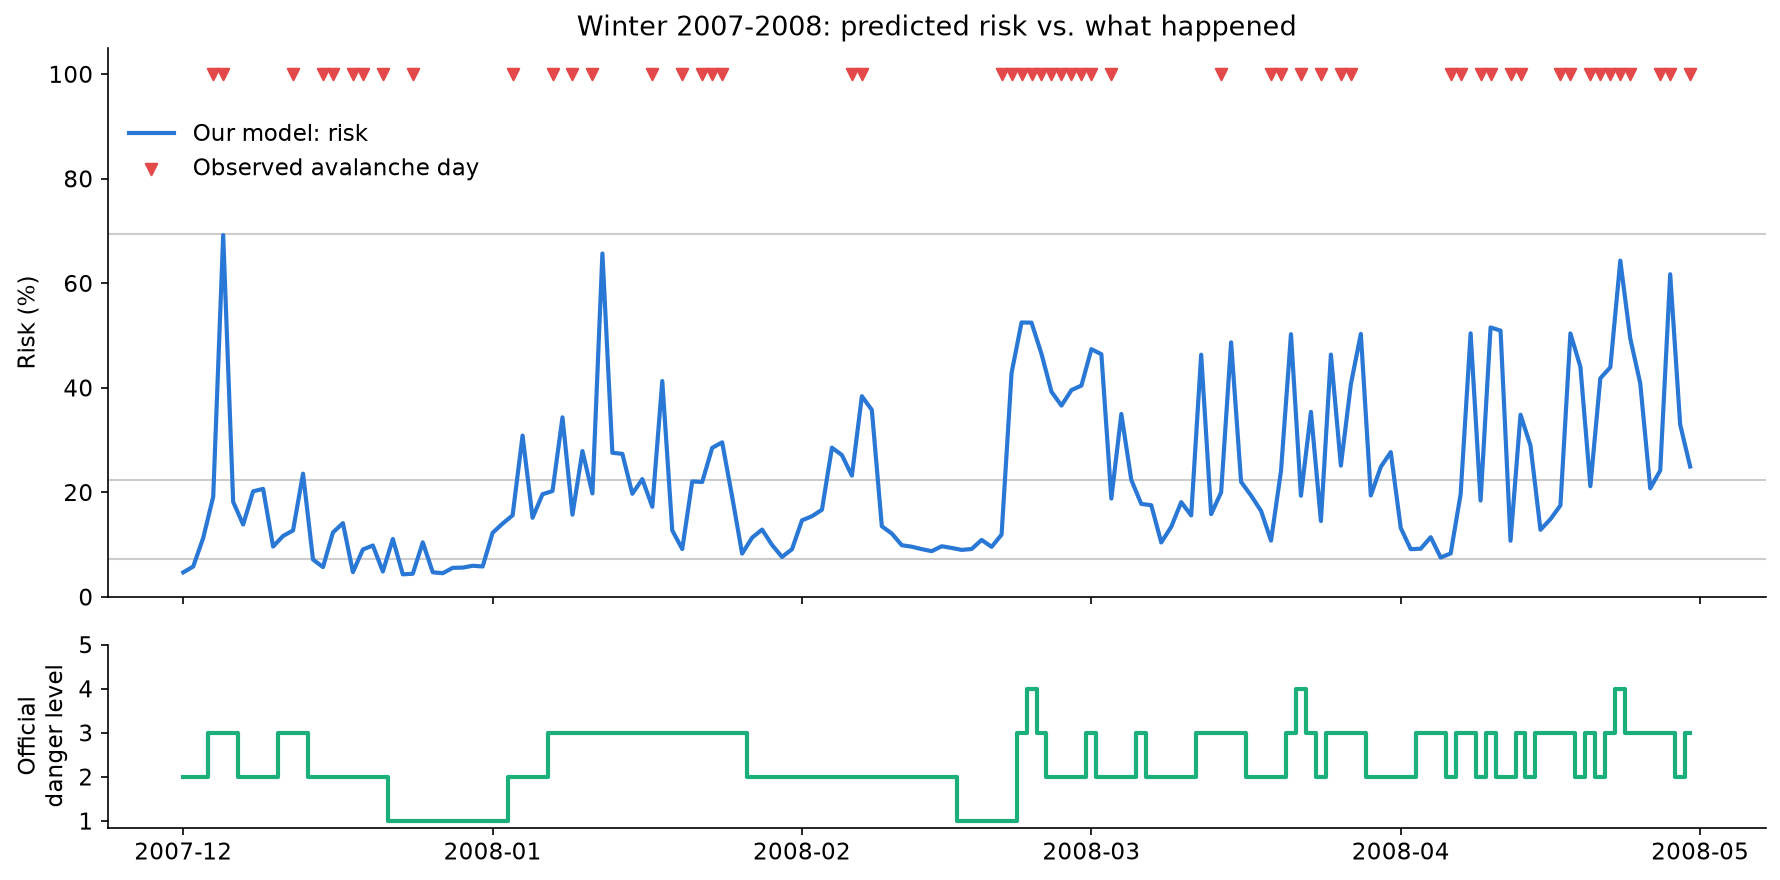 Winter 2007-2008: predicted risk vs. what happened
100
80
60
40
20
0
Risk (%)
Our model: risk
Observed avalanche day
5
4
3
2
1
Official
danger level
2007-12
2008-01
2008-02
2008-03
2008-04
2008-05